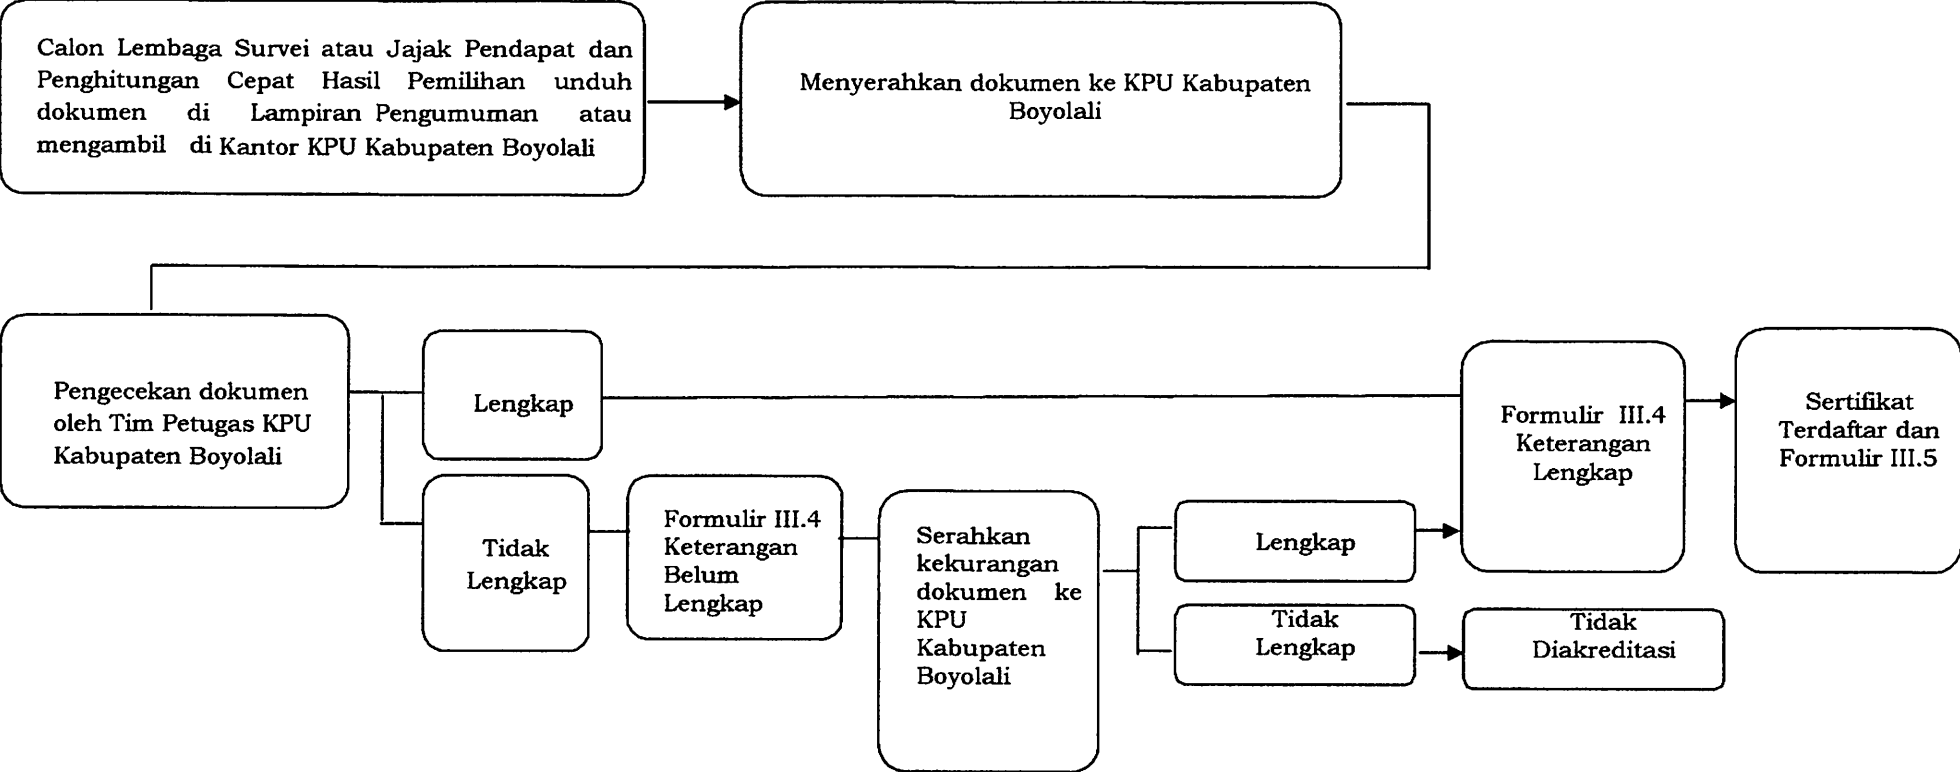 Calon Lembaga Survei atau Jajak Pendapat dan
Penghitungan Cepat Hasil Pemilihan unduh
dokumen di Lampiran Pengumuman atau
mengambil di Kantor KPU Kabupaten Boyolali
Menyerahkan dokumen ke KPU Kabupaten
Boyolali
Pengecekan dokumen
oleh Tim Petugas KPU
Kabupaten Boyolali
Lengkap
Tidak
Lengkap
Formulir III.4
Keterangan
Belum
Lengkap
Serahkan
kekurangan
dokumen ke
KPU
Kabupaten
Boyolali
Lengkap
Tidak
Lengkap
Formulir III.4
Keterangan
Lengkap
Tidak
Diakreditasi
Sertifikat
Terdaftar dan
Formulir III.5